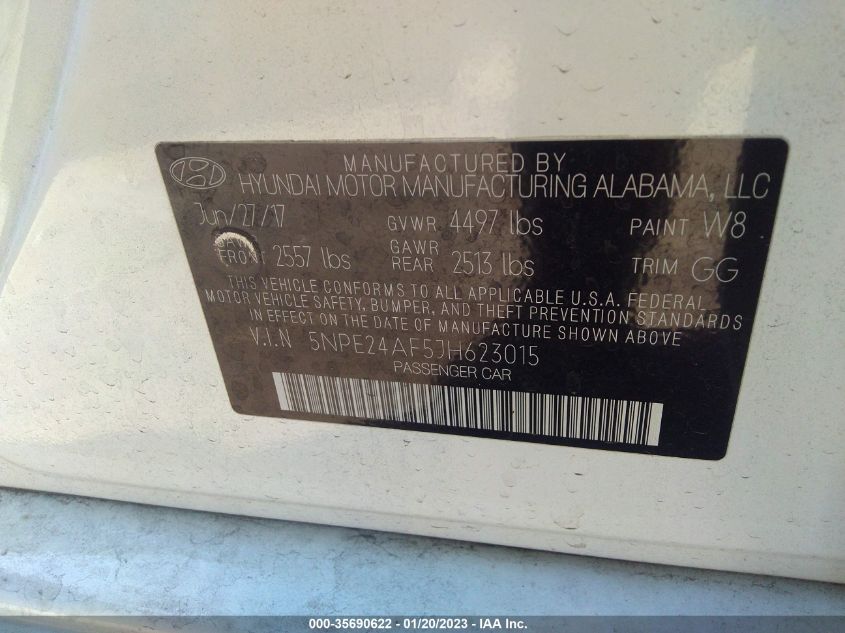 MANUFACTURED BY
HYUNDAI MOTOR MANUFACTURING ALABAMA, LLC
Jun/27/17 GVWR 4497 lbs PAINT W8
GAWR
FRONT 2557 lbs REAR 2513 lbs TRIM GG
THIS VEHICLE CONFORMS TO ALL APPLICABLE U.S.A. FEDERAL
MOTOR VEHICLE SAFETY, BUMPER, AND THEFT PREVENTION STANDARDS
IN EFFECT ON THE DATE OF MANUFACTURE SHOWN ABOVE
V.I.N 5NPE24AF5JH623015
PASSENGER CAR
000-35690622 - 01/20/2023 - IAA Inc.